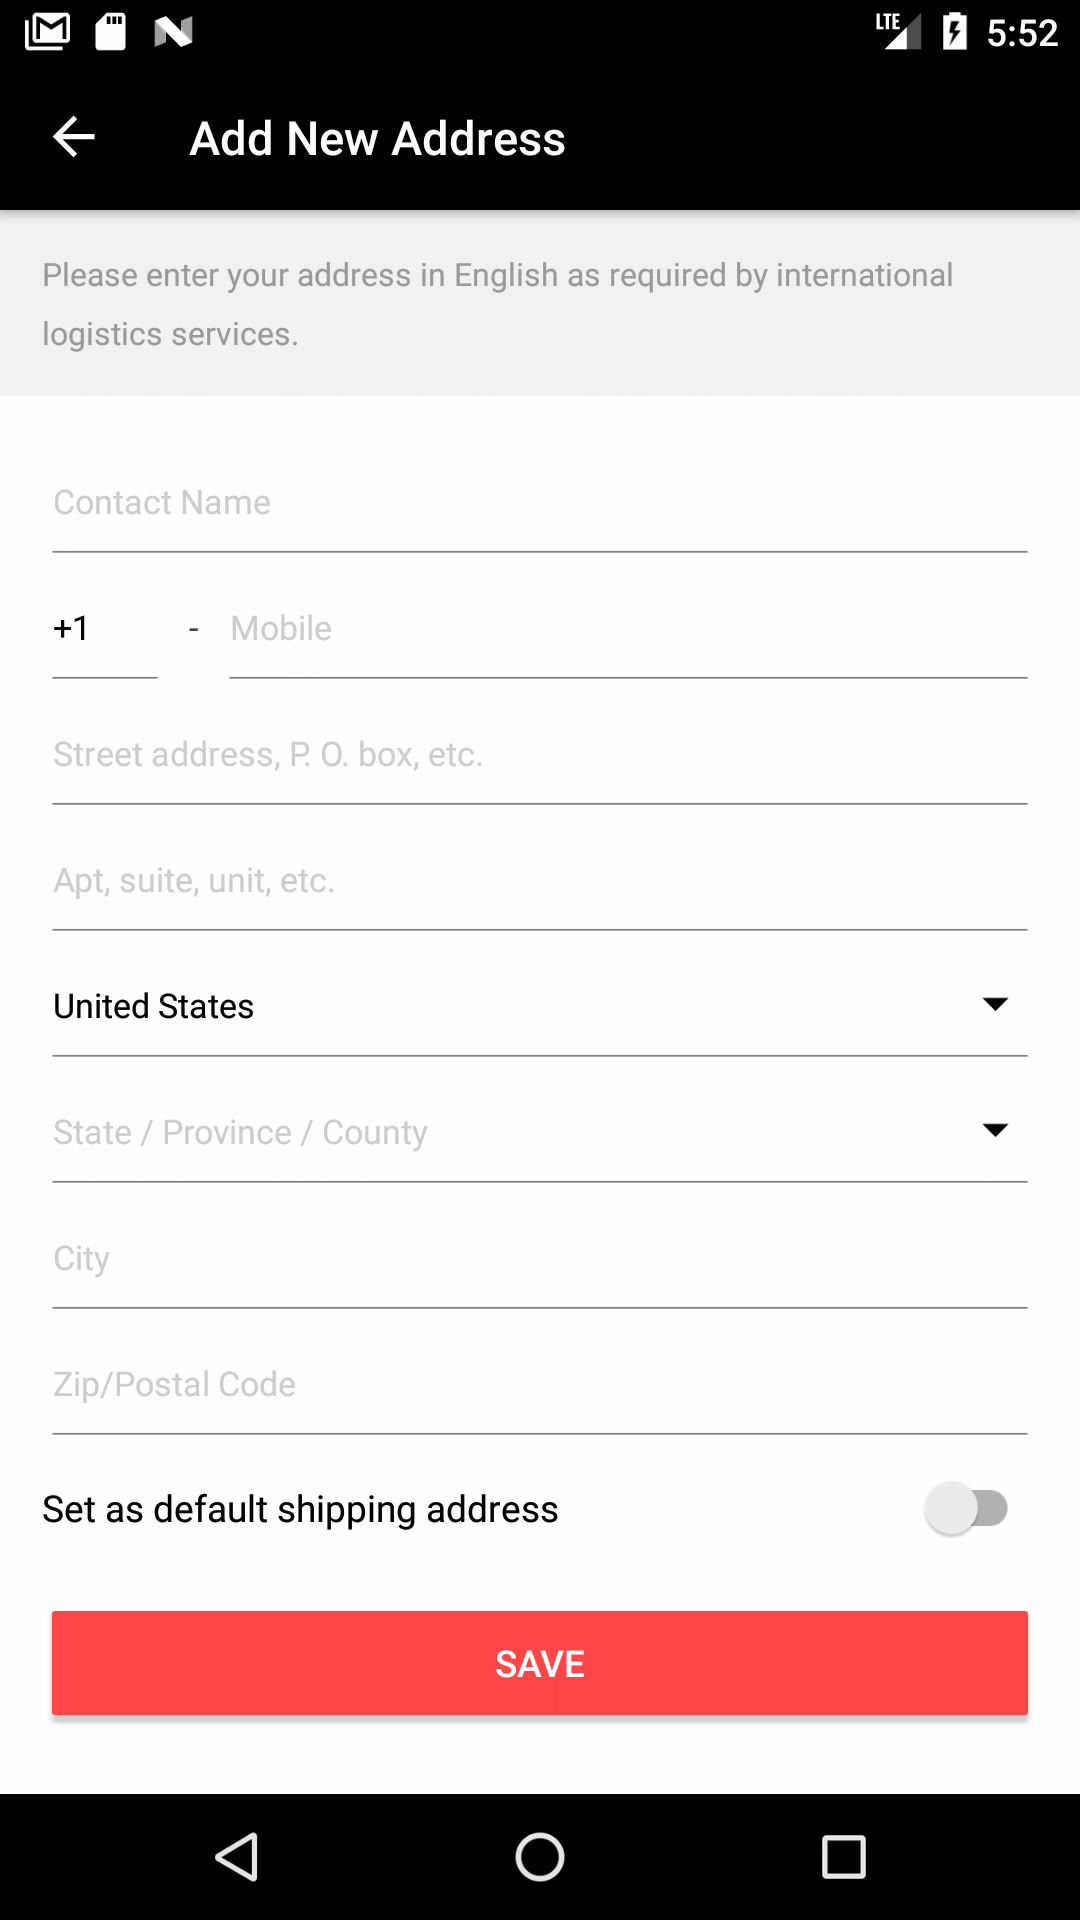 LTE 5:52
Add New Address
Please enter your address in English as required by international
logistics services.
Contact Name
+1 - Mobile
Street address, P. O. box, etc.
Apt, suite, unit, etc.
United States
State / Province / County
City
Zip/Postal Code
Set as default shipping address
SAVE